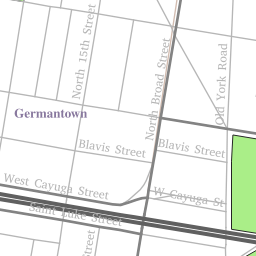 North 15th Street
North Broad Street
Old York Road
Germantown
Blavis Street
Blavis Street
West Cayuga Street
W Cayuga St
Saint Luke Street
Street